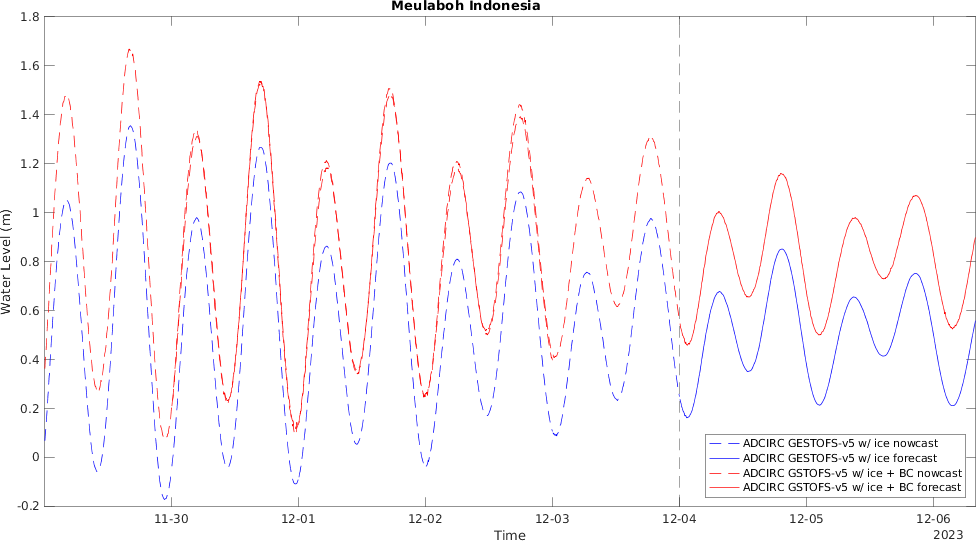 Meulaboh Indonesia
1.8
1.6
1.4
1.2
1
0.8
0.6
0.4
0.2
0
-0.2
Water Level (m)
11-30
12-01
12-02
12-03
12-04
12-05
12-06
Time
2023
ADCIRC GESTOFS-v5 w/ ice nowcast
ADCIRC GESTOFS-v5 w/ ice forecast
ADCIRC GSTOFS-v5 w/ ice + BC nowcast
ADCIRC GSTOFS-v5 w/ ice + BC forecast